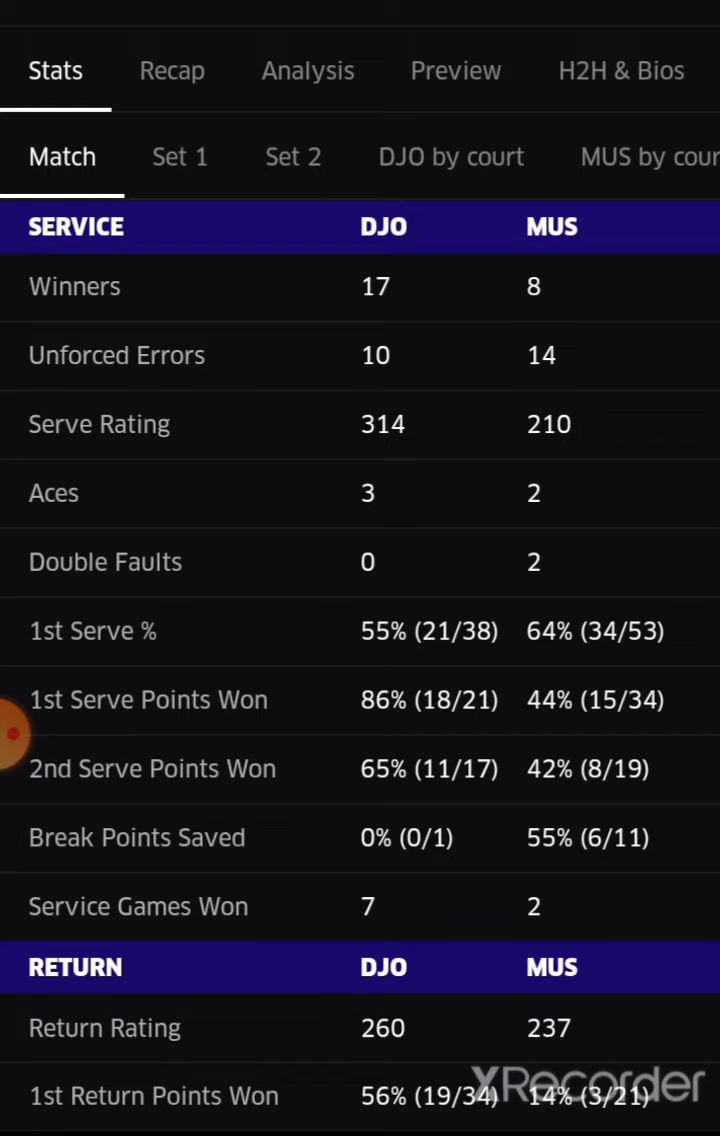 Stats Recap Analysis Preview H2H & Bios
Match Set 1 Set 2 DJO by court MUS by cour
SERVICE DJO MUS
Winners 17 8
Unforced Errors 10 14
Serve Rating 314 210
Aces 3 2
Double Faults 0 2
1st Serve % 55% (21/38) 64% (34/53)
1st Serve Points Won 86% (18/21) 44% (15/34)
2nd Serve Points Won 65% (11/17) 42% (8/19)
Break Points Saved 0% (0/1) 55% (6/11)
Service Games Won 7 2
RETURN DJO MUS
Return Rating 260 237
1st Return Points Won 56% (19/34) 14% (3/21)
XRecorder